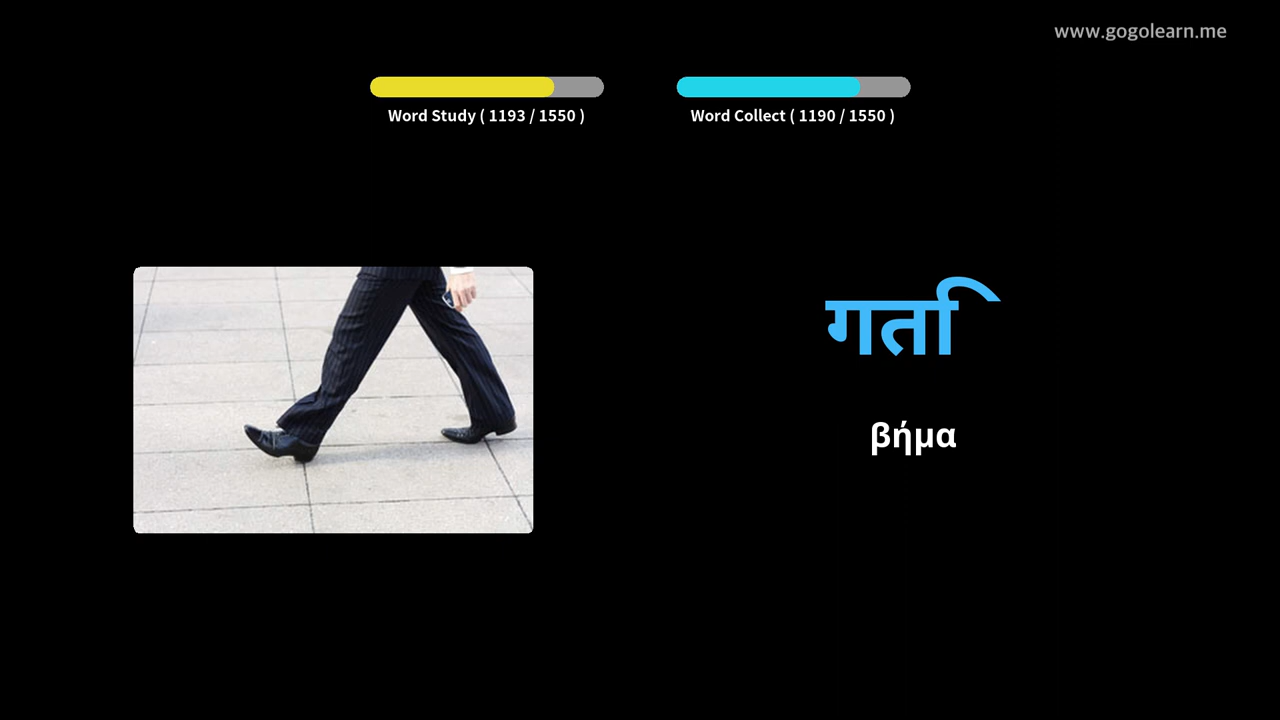 www.gogolearn.me
Word Study ( 1193 / 1550 )
Word Collect ( 1190 / 1550 )
गति
βήμα